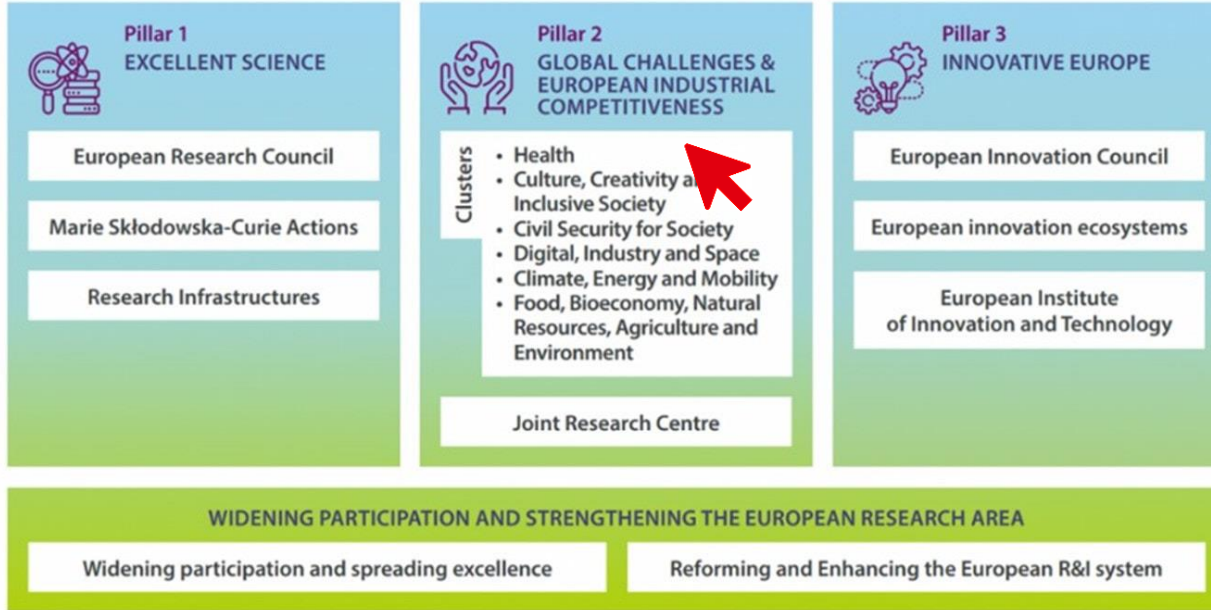 Pillar 1
EXCELLENT SCIENCE
European Research Council
Marie Skłodowska-Curie Actions
Research Infrastructures
Pillar 2
GLOBAL CHALLENGES &
EUROPEAN INDUSTRIAL
COMPETITIVENESS
Clusters
• Health
• Culture, Creativity
Inclusive Society
• Civil Security for Society
• Digital, Industry and Space
• Climate, Energy and Mobility
• Food, Bioeconomy, Natural
Resources, Agriculture and
Environment
Joint Research Centre
Pillar 3
INNOVATIVE EUROPE
European Innovation Council
European innovation ecosystems
European Institute
of Innovation and Technology
WIDENING PARTICIPATION AND STRENGTHENING THE EUROPEAN RESEARCH AREA
Widening participation and spreading excellence
Reforming and Enhancing the European R&I system